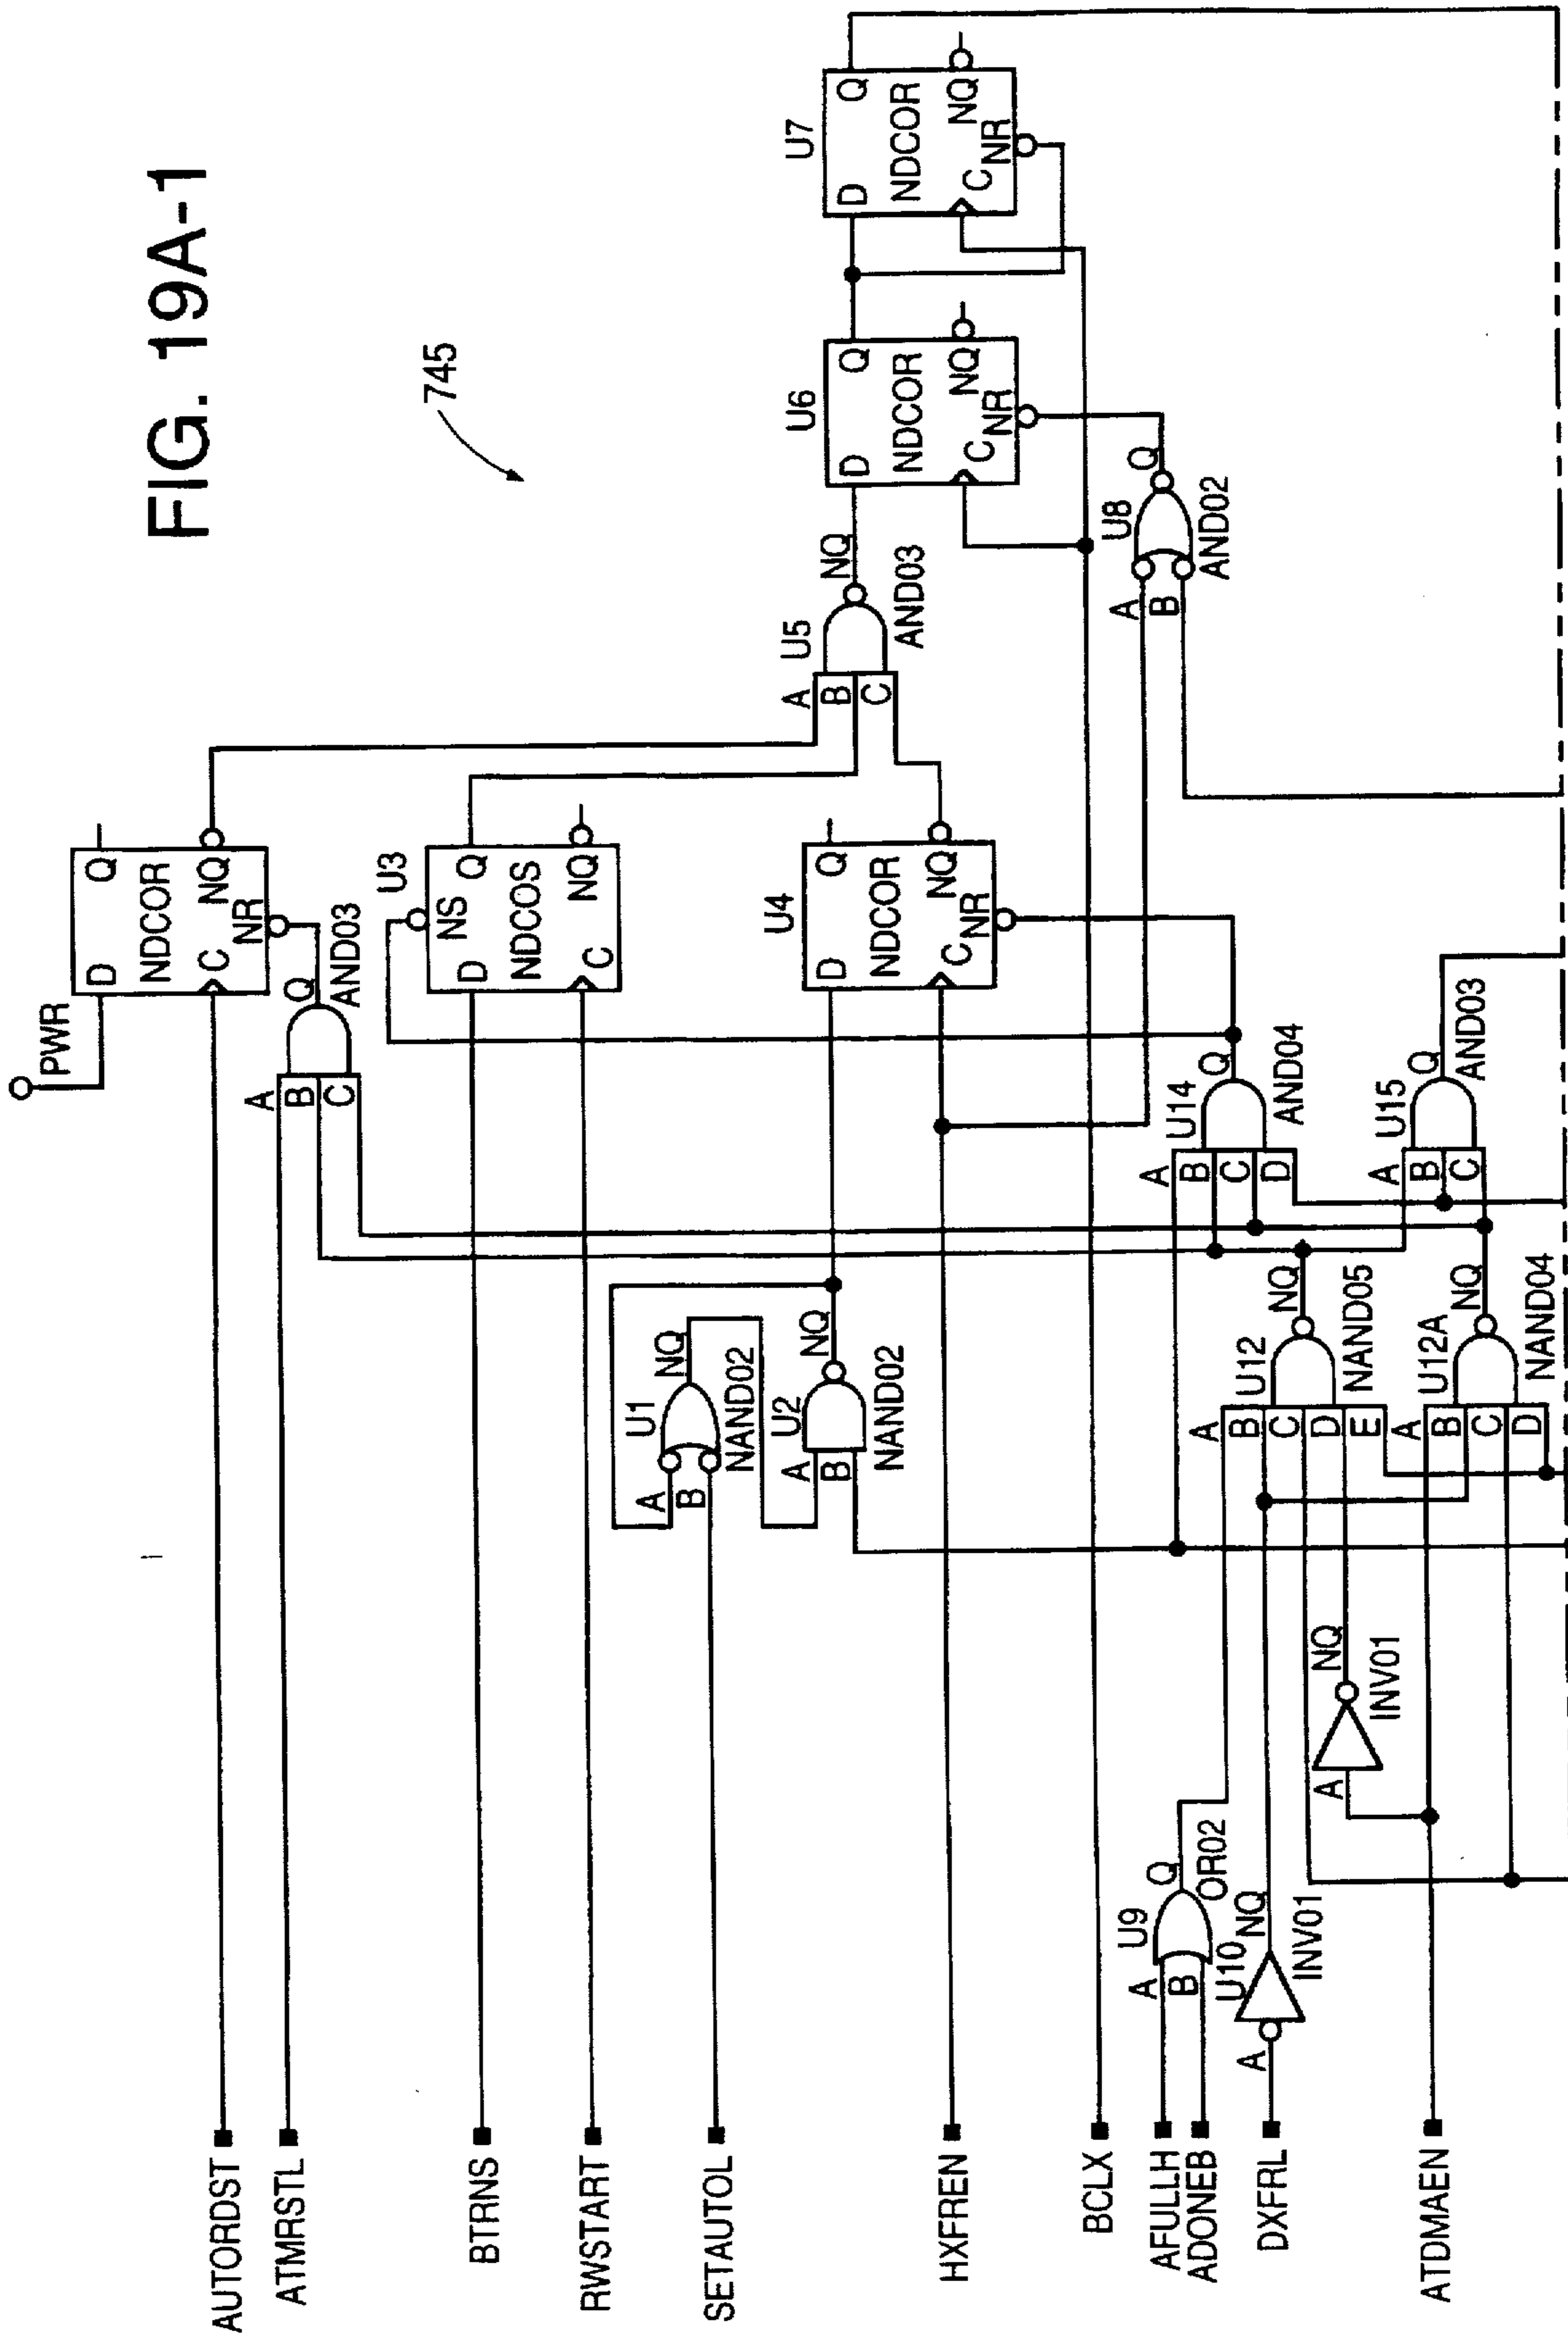 FIG. 19A-1
745
AUTORDST
ATMRSTL
BTRNS
RWSTART
SETAUTOL
HXFREN
BCLX
AFULLH
ADONEB
DXFRL
ATDMAEN
PWR
D
Q
NDCOR
C
NQ
NR
A
B
C
Q
AND03
U3
NS
D
Q
NDCOS
C
NQ
U1
A
B
NQ
NAND02
U2
A
B
NQ
NAND02
U4
D
Q
NDCOR
C
NQ
NR
U5
A
B
C
NQ
AND03
U6
D
Q
NDCOR
C
NQ
NR
U7
D
Q
NDCOR
C
NQ
NR
U8
A
B
Q
AND02
U9
A
B
Q
OR02
U10
A
NQ
INV01
A
NQ
INV01
U12
A
B
C
D
E
NQ
NAND05
U12A
A
B
C
D
NQ
NAND04
U14
A
B
C
D
Q
AND04
U15
A
B
C
Q
AND03